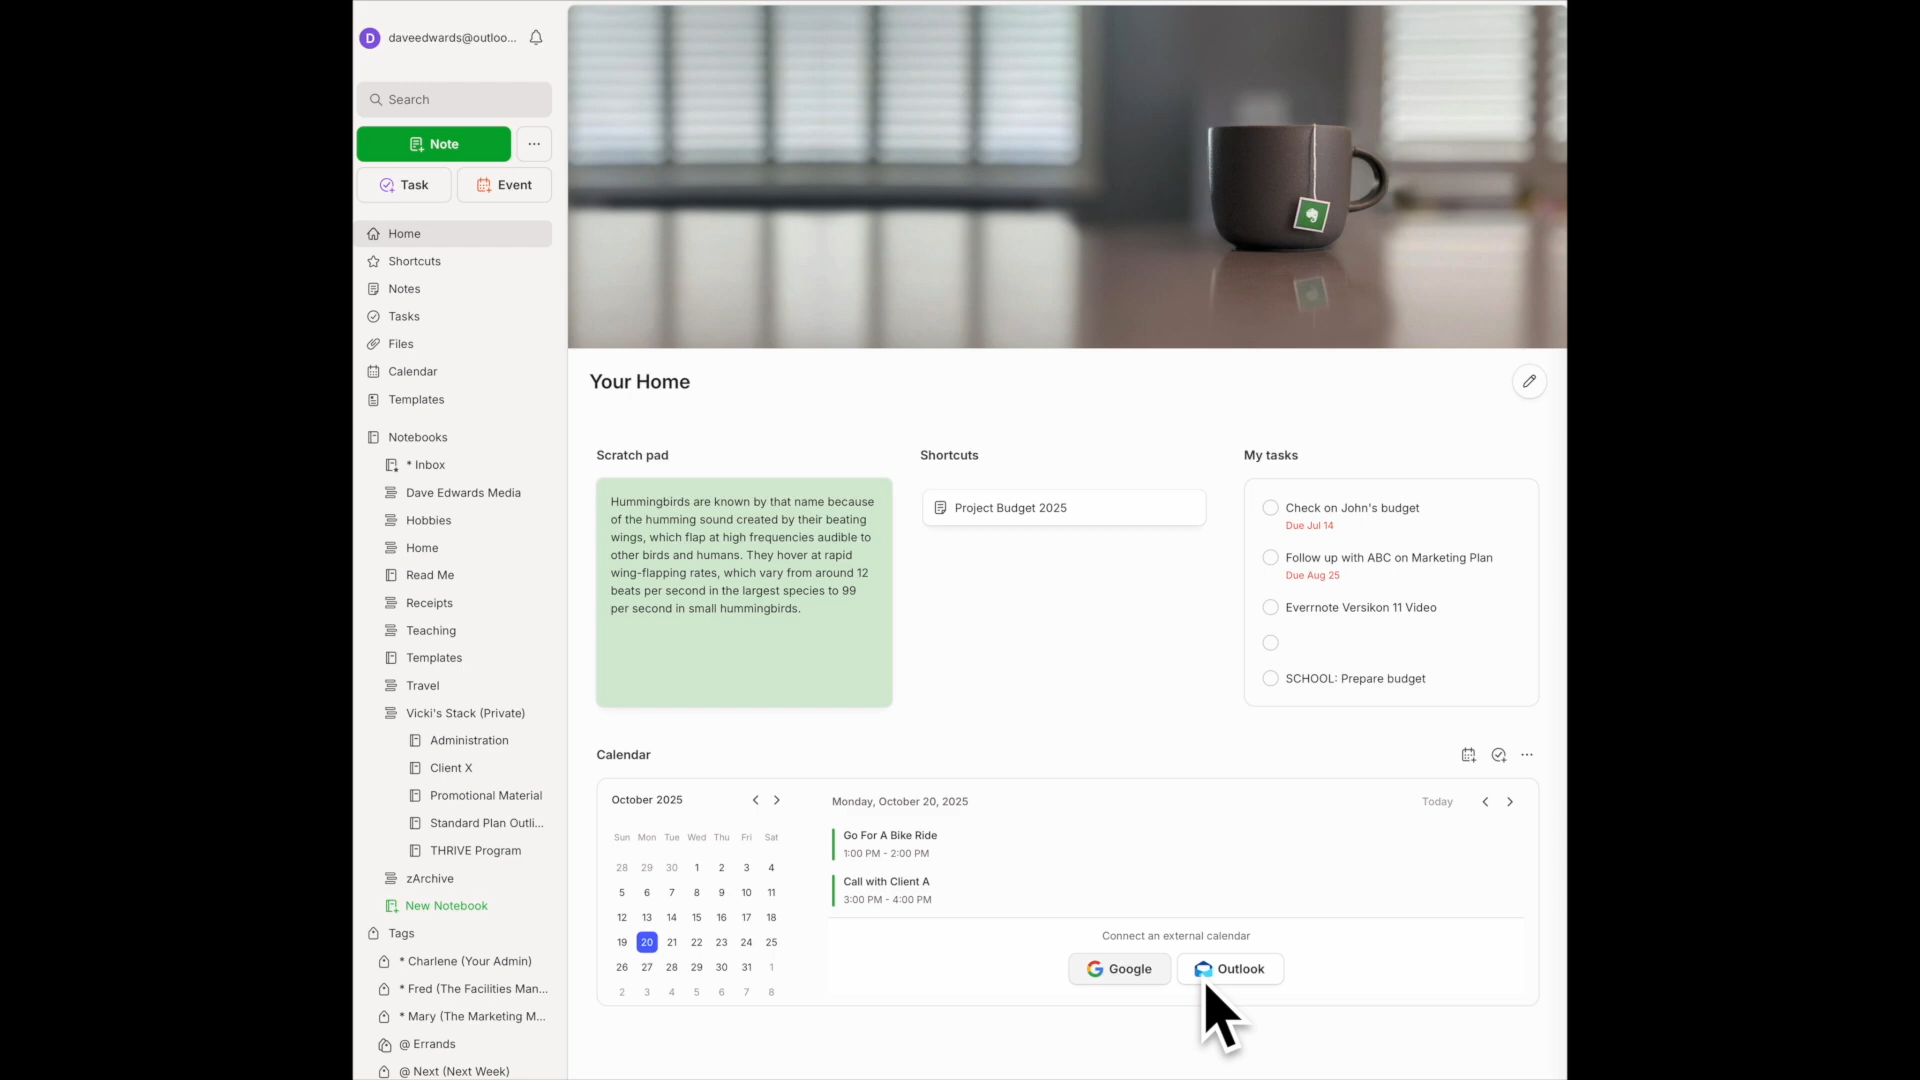 D daveedwards@outloo...
Search
Note
...
Task
Event
Home
Shortcuts
Notes
Tasks
Files
Calendar
Templates
Notebooks
* Inbox
Dave Edwards Media
Hobbies
Home
Read Me
Receipts
Teaching
Templates
Travel
Vicki's Stack (Private)
Administration
Client X
Promotional Material
Standard Plan Outli...
THRIVE Program
zArchive
New Notebook
Tags
* Charlene (Your Admin)
* Fred (The Facilities Man...
* Mary (The Marketing M...
@ Errands
@ Next (Next Week)
Your Home
Scratch pad
Hummingbirds are known by that name because
of the humming sound created by their beating
wings, which flap at high frequencies audible to
other birds and humans. They hover at rapid
wing-flapping rates, which vary from around 12
beats per second in the largest species to 99
per second in small hummingbirds.
Shortcuts
Project Budget 2025
My tasks
Check on John's budget
Due Jul 14
Follow up with ABC on Marketing Plan
Due Aug 25
Everrnote Versikon 11 Video
SCHOOL: Prepare budget
Calendar
...
October 2025
Sun Mon Tue Wed Thu Fri Sat
28 29 30 1 2 3 4
5 6 7 8 9 10 11
12 13 14 15 16 17 18
19 20 21 22 23 24 25
26 27 28 29 30 31 1
2 3 4 5 6 7 8
Monday, October 20, 2025
Today
Go For A Bike Ride
1:00 PM - 2:00 PM
Call with Client A
3:00 PM - 4:00 PM
Connect an external calendar
Google
Outlook